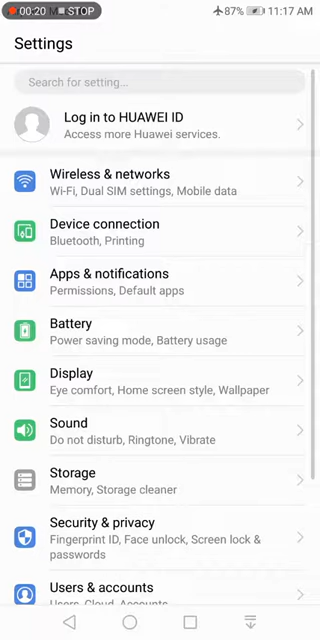 00:20 STOP 87% 11:17 AM
Settings
Search for setting...
Log in to HUAWEI ID
Access more Huawei services.
Wireless & networks
Wi-Fi, Dual SIM settings, Mobile data
Device connection
Bluetooth, Printing
Apps & notifications
Permissions, Default apps
Battery
Power saving mode, Battery usage
Display
Eye comfort, Home screen style, Wallpaper
Sound
Do not disturb, Ringtone, Vibrate
Storage
Memory, Storage cleaner
Security & privacy
Fingerprint ID, Face unlock, Screen lock &
passwords
Users & accounts
Users, Cloud, Accounts